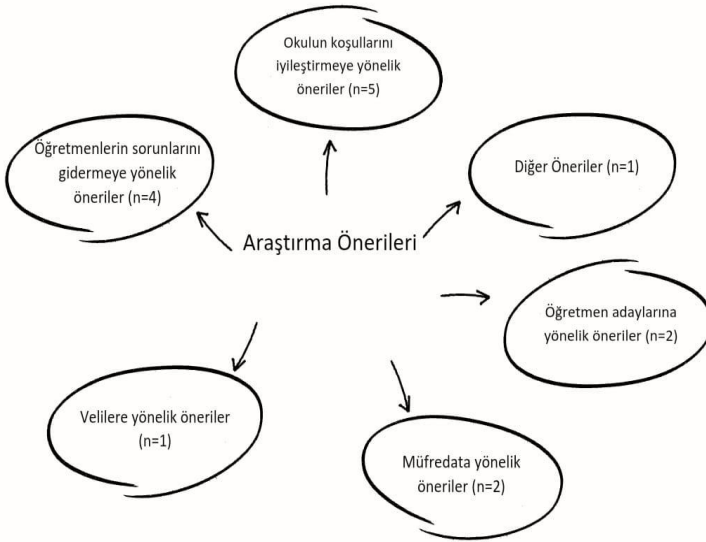 Okulun koşullarını
iyileştirmeye yönelik
öneriler (n=5)
Öğretmenlerin sorunlarını
gidermeye yönelik
öneriler (n=4)
Diğer Öneriler (n=1)
Araştırma Önerileri
Öğretmen adaylarına
yönelik öneriler (n=2)
Velilere yönelik öneriler
(n=1)
Müfredata yönelik
öneriler (n=2)